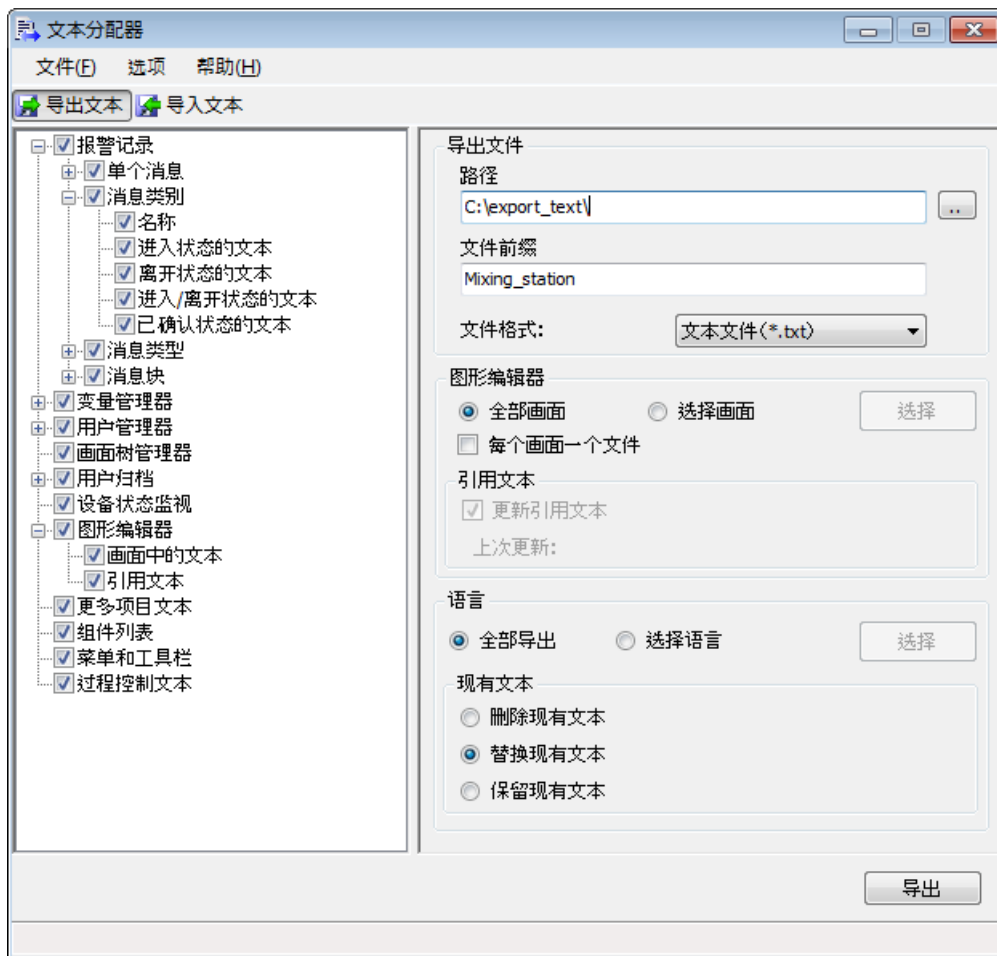 文本分配器
文件(F) 选项 帮助(H)
导出文本 导入文本
报警记录
单个消息
消息类别
名称
进入状态的文本
离开状态的文本
进入/离开状态的文本
已确认状态的文本
消息类型
消息块
变量管理器
用户管理器
画面树管理器
用户归档
设备状态监视
图形编辑器
画面中的文本
引用文本
更多项目文本
组件列表
菜单和工具栏
过程控制文本
导出文件
路径
C:\export_text\
..
文件前缀
Mixing_station
文件格式: 文本文件(*.txt)
图形编辑器
全部画面 选择画面 选择
每个画面一个文件
引用文本
更新引用文本
上次更新:
语言
全部导出 选择语言 选择
现有文本
删除现有文本
替换现有文本
保留现有文本
导出